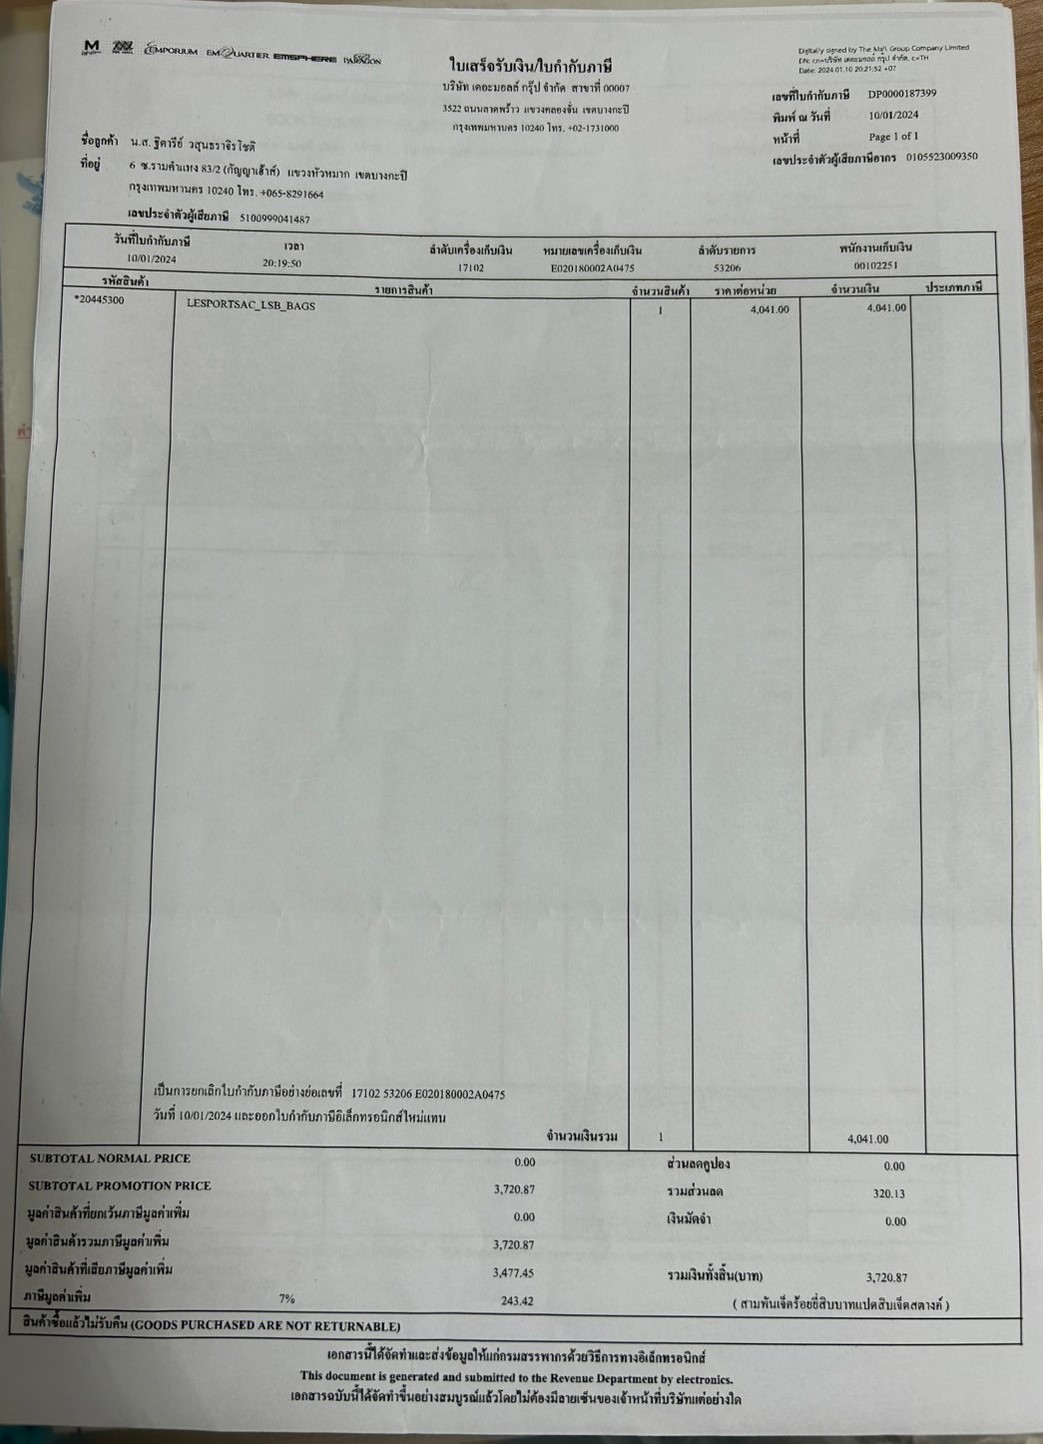 M EMPORIUM EMQUARTIER EMSPHERE PARAGON
Digitally signed by The Mall Group Company Limited
DN: cn=บริษัท เดอะมอลล์ กรุ๊ป จำกัด, c=TH
Date: 2024.01.10 20:21:52 +07
ใบเสร็จรับเงิน/ใบกำกับภาษี
บริษัท เดอะมอลล์ กรุ๊ป จำกัด สาขาที่ 00007
3522 ถนนลาดพร้าว แขวงคลองจั่น เขตบางกะปิ
กรุงเทพมหานคร 10240 โทร. +02-1731000
เลขที่ใบกำกับภาษี DP0000187399
พิมพ์ ณ วันที่ 10/01/2024
หน้าที่ Page 1 of 1
เลขประจำตัวผู้เสียภาษีอากร 0105523009350
ชื่อลูกค้า น.ส. ฐิตารีย์ วสุนธราจิรโชติ
ที่อยู่ 6 ซ.รามคำแหง 83/2 (กัญญาเฮ้าส์) แขวงหัวหมาก เขตบางกะปิ
กรุงเทพมหานคร 10240 โทร. +065-8291664
เลขประจำตัวผู้เสียภาษี 5100999041487
วันที่ใบกำกับภาษี เวลา ลำดับเครื่องเก็บเงิน หมายเลขเครื่องเก็บเงิน ลำดับรายการ พนักงานเก็บเงิน
10/01/2024 20:19:50 17102 E020180002A0475 53206 00102251
รหัสสินค้า รายการสินค้า จำนวนสินค้า ราคาต่อหน่วย จำนวนเงิน ประเภทภาษี
*20445300 LESPORTSAC_LSB_BAGS 1 4,041.00 4,041.00
เป็นการยกเลิกใบกำกับภาษีอย่างย่อเลขที่ 17102 53206 E020180002A0475
วันที่ 10/01/2024 และออกใบกำกับภาษีอิเล็กทรอนิกส์ใหม่แทน
จำนวนเงินรวม 1 4,041.00
SUBTOTAL NORMAL PRICE 0.00 ส่วนลดคูปอง 0.00
SUBTOTAL PROMOTION PRICE 3,720.87 รวมส่วนลด 320.13
มูลค่าสินค้าที่ยกเว้นภาษีมูลค่าเพิ่ม 0.00 เงินมัดจำ 0.00
มูลค่าสินค้ารวมภาษีมูลค่าเพิ่ม 3,720.87
มูลค่าสินค้าที่เสียภาษีมูลค่าเพิ่ม 3,477.45 รวมเงินทั้งสิ้น(บาท) 3,720.87
ภาษีมูลค่าเพิ่ม 7% 243.42 ( สามพันเจ็ดร้อยยี่สิบบาทแปดสิบเจ็ดสตางค์ )
สินค้าซื้อแล้วไม่รับคืน (GOODS PURCHASED ARE NOT RETURNABLE)
เอกสารนี้ได้จัดทำและส่งข้อมูลให้แก่กรมสรรพากรด้วยวิธีการทางอิเล็กทรอนิกส์
This document is generated and submitted to the Revenue Department by electronics.
เอกสารฉบับนี้ได้จัดทำขึ้นอย่างสมบูรณ์แล้วโดยไม่ต้องมีลายเซ็นของเจ้าหน้าที่บริษัทแต่อย่างใด